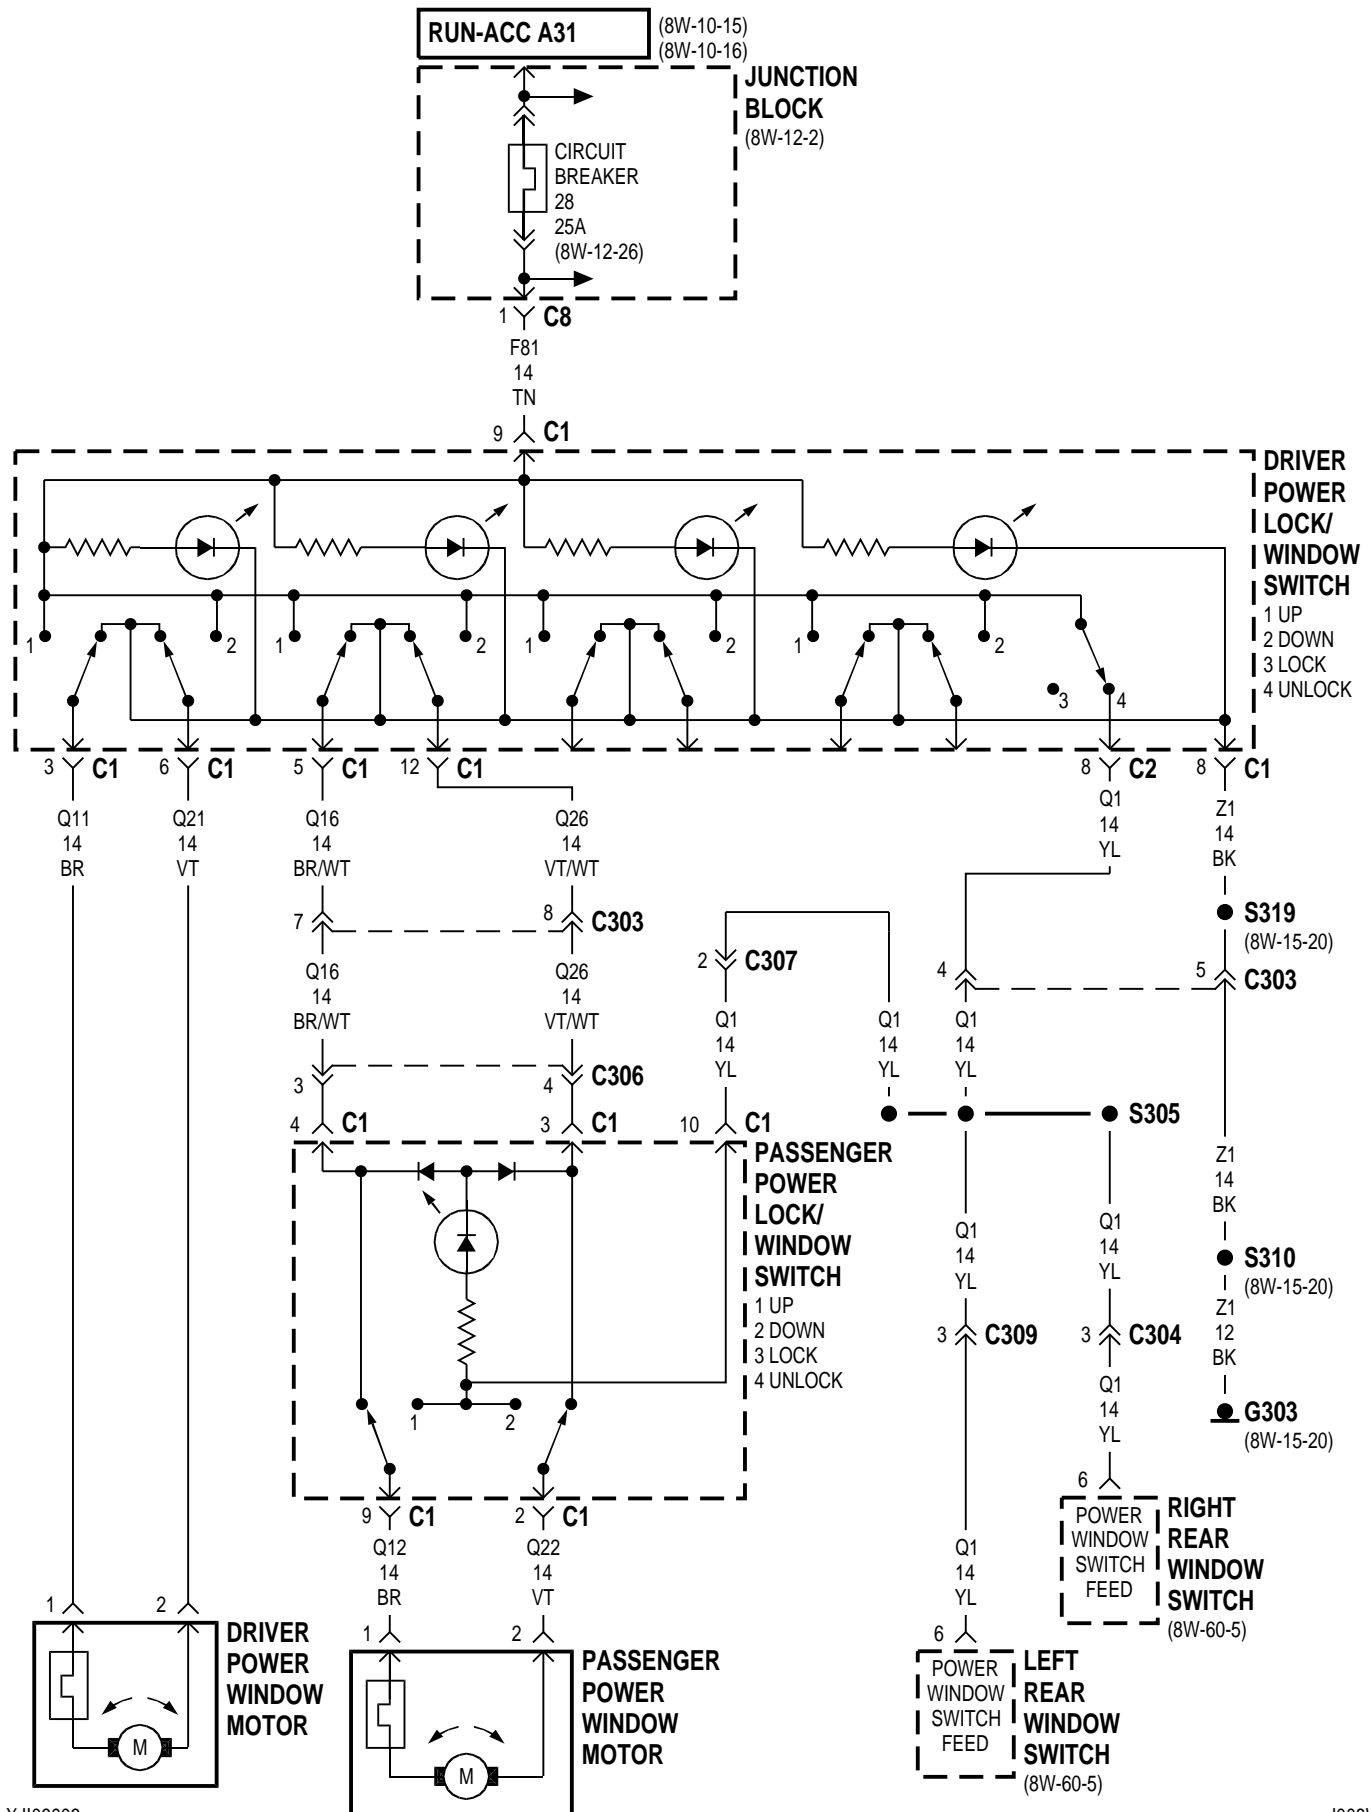 RUN-ACC A31
(8W-10-15)
(8W-10-16)
JUNCTION
BLOCK
(8W-12-2)
CIRCUIT
BREAKER
28
25A
(8W-12-26)
1 C8
F81
14
TN
9 C1
DRIVER
POWER
LOCK/
WINDOW
SWITCH
1 UP
2 DOWN
3 LOCK
4 UNLOCK
1 2 1 2 1 2 1 2
3 4
3 C1 6 C1 5 C1 12 C1 8 C2 8 C1
Q11 Q21 Q16 Q26 Q1 Z1
14 14 14 14 14 14
BR VT BR/WT VT/WT YL BK
7 8 C303
S319
(8W-15-20)
2 C307
4 5 C303
Q16 Q26
14 14
BR/WT VT/WT
Q1 Q1 Q1
14 14 14
YL YL YL
3 4 C306
4 C1 3 C1 10 C1
S305
PASSENGER
POWER
LOCK/
WINDOW
SWITCH
1 UP
2 DOWN
3 LOCK
4 UNLOCK
1 2
Z1
14
BK
Q1 Q1
14 14
YL YL
S310
(8W-15-20)
Z1
12
BK
3 C309 3 C304
Q1
14
YL
G303
(8W-15-20)
6
POWER
WINDOW
SWITCH
FEED
RIGHT
REAR
WINDOW
SWITCH
(8W-60-5)
9 C1 2 C1
Q12 Q22 Q1
14 14 14
BR VT YL
1 2
DRIVER
POWER
WINDOW
MOTOR
M
1 2
PASSENGER
POWER
WINDOW
MOTOR
M
6
POWER
WINDOW
SWITCH
FEED
LEFT
REAR
WINDOW
SWITCH
(8W-60-5)